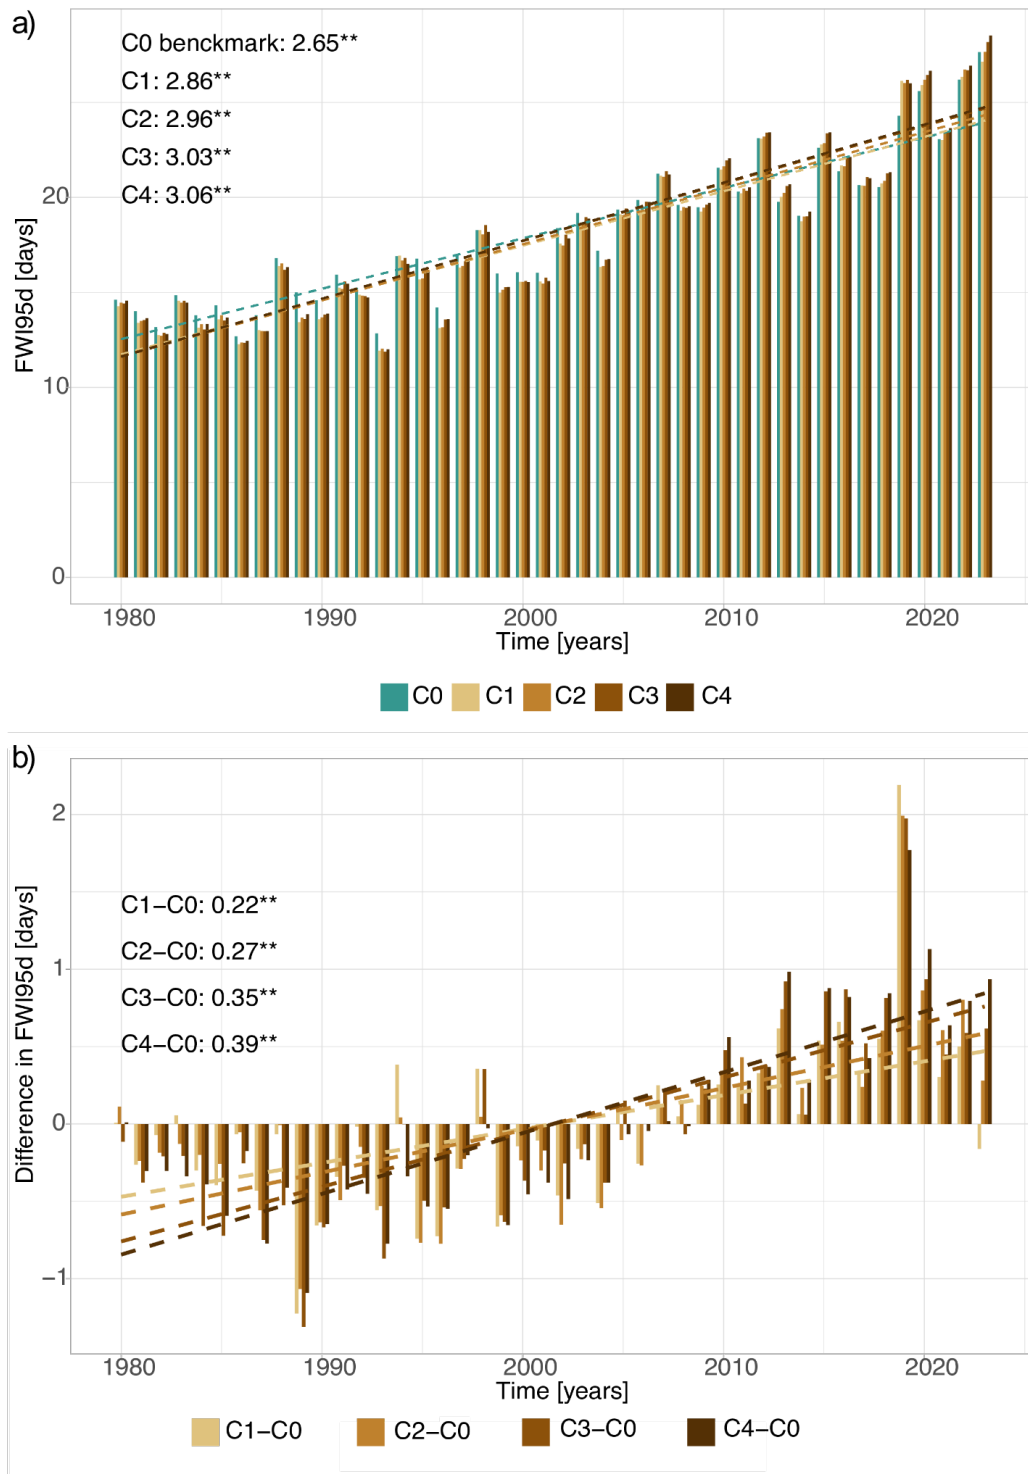 a)
C0 benckmark: 2.65**
C1: 2.86**
C2: 2.96**
C3: 3.03**
C4: 3.06**
FWI95d [days]
20
10
0
1980 1990 2000 2010 2020
Time [years]
C0 C1 C2 C3 C4
b)
C1−C0: 0.22**
C2−C0: 0.27**
C3−C0: 0.35**
C4−C0: 0.39**
Difference in FWI95d [days]
2
1
0
−1
1980 1990 2000 2010 2020
Time [years]
C1−C0 C2−C0 C3−C0 C4−C0